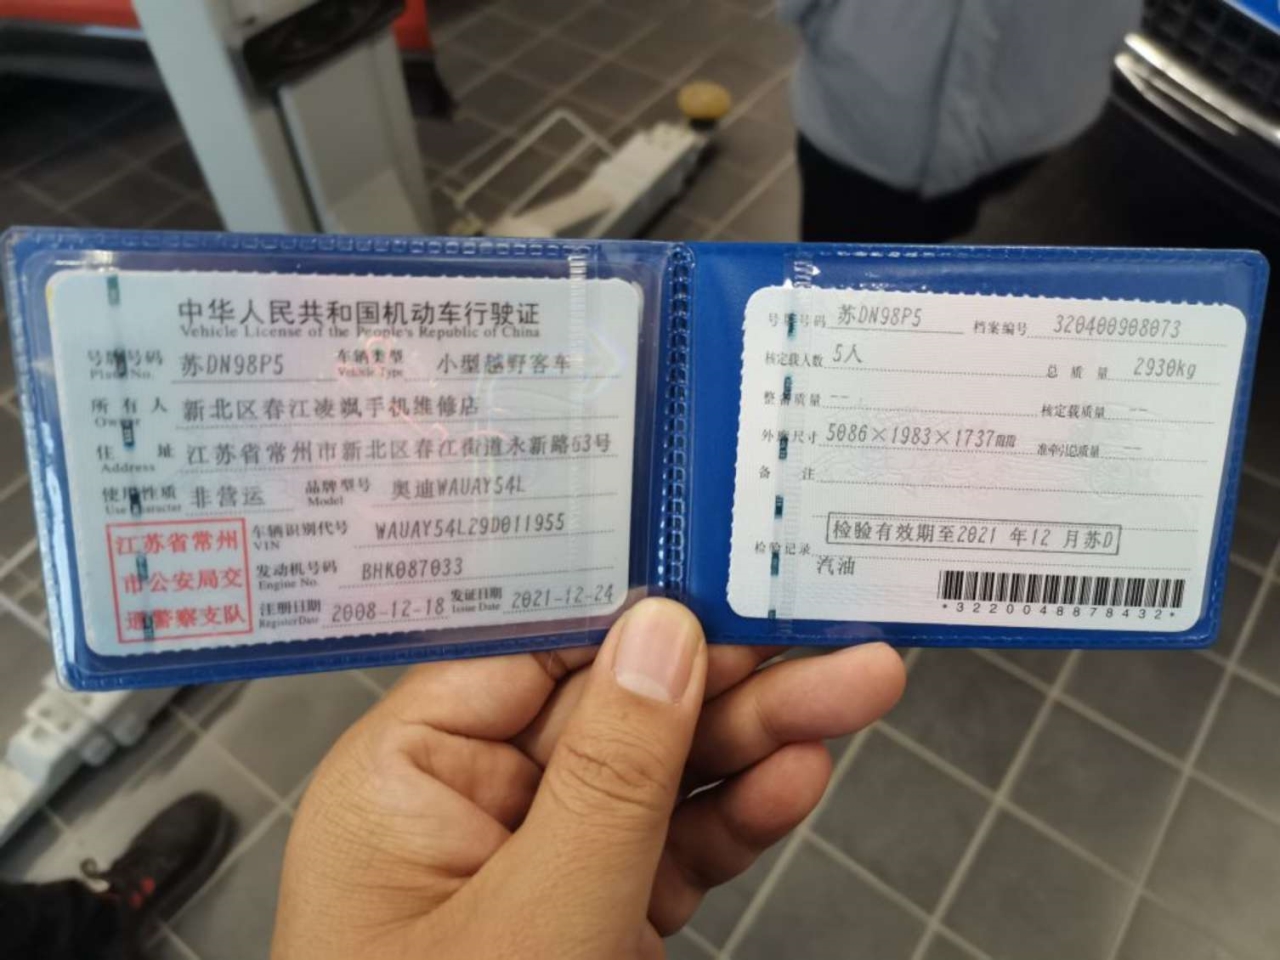 中华人民共和国机动车行驶证
Vehicle License of the People's Republic of China
号牌号码 苏DN98P5 车辆类型 小型越野客车
Plate No. Vehicle Type
所有人 新北区春江凌飒手机维修店
Owner
住址 江苏省常州市新北区春江街道永新路63号
Address
使用性质 非营运 品牌型号 奥迪WAUAY54L
Use Character Model
江苏省常州
市公安局交
通警察支队
车辆识别代号 WAUAY54LZ9D011955
VIN
发动机号码 BHK087033
Engine No.
注册日期 2008-12-18 发证日期 2021-12-24
Register Date Issue Date
号牌号码 苏DN98P5 档案编号 320400908073
核定载人数 5人 总质量 2930kg
整备质量 -- 核定载质量 --
外廓尺寸 5086×1983×1737mm 准牵引总质量 --
备注
检验有效期至2021 年12 月苏D
检验记录
汽油
*3220048878432*